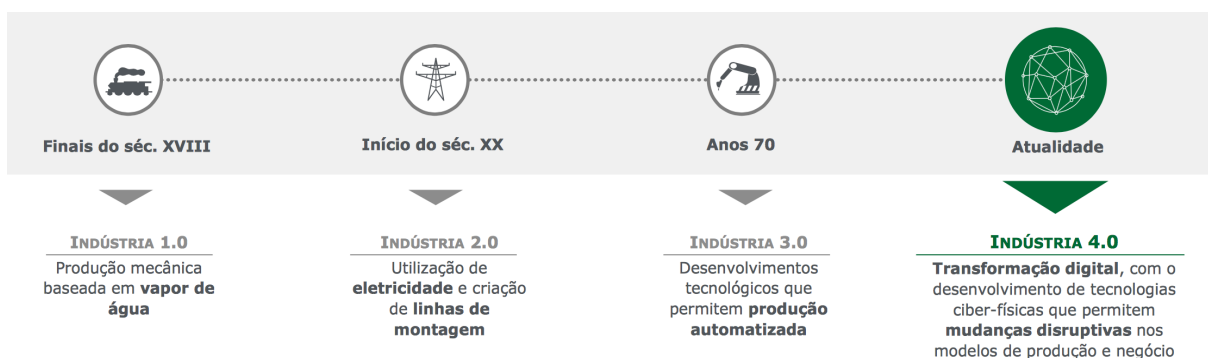 Finais do séc. XVIII
Início do séc. XX
Anos 70
Atualidade
INDÚSTRIA 1.0
Produção mecânica
baseada em vapor de
água
INDÚSTRIA 2.0
Utilização de
eletricidade e criação
de linhas de
montagem
INDÚSTRIA 3.0
Desenvolvimentos
tecnológicos que
permitem produção
automatizada
INDÚSTRIA 4.0
Transformação digital, com o
desenvolvimento de tecnologias
ciber-físicas que permitem
mudanças disruptivas nos
modelos de produção e negócio